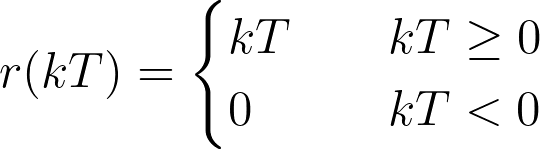 r(kT) = { kT kT ≥ 0
0 kT < 0